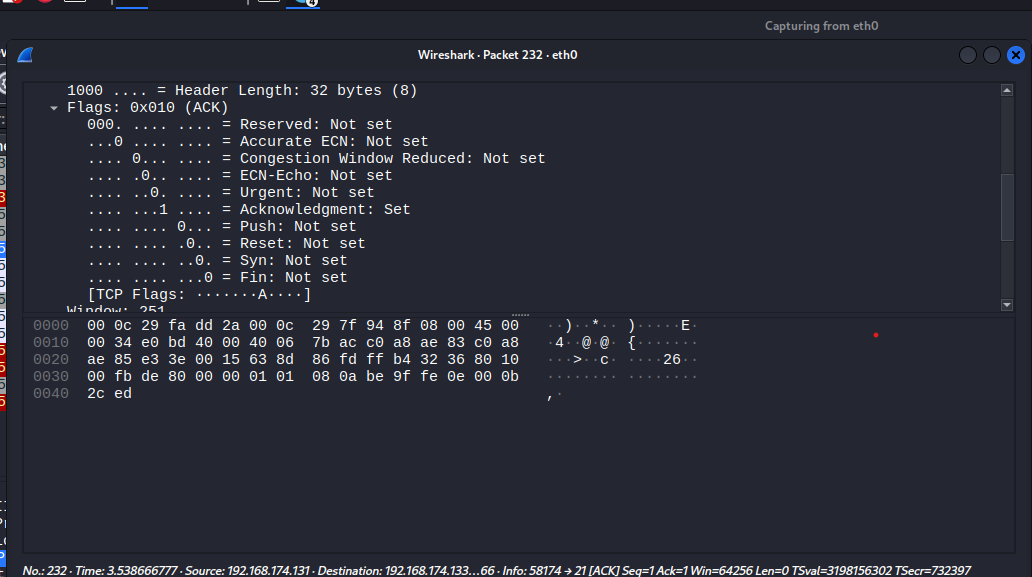 4
Capturing from eth0
Wireshark · Packet 232 · eth0
1000 .... = Header Length: 32 bytes (8)
Flags: 0x010 (ACK)
000. .... .... = Reserved: Not set
...0 .... .... = Accurate ECN: Not set
.... 0... .... = Congestion Window Reduced: Not set
.... .0.. .... = ECN-Echo: Not set
.... ..0. .... = Urgent: Not set
.... ...1 .... = Acknowledgment: Set
.... .... 0... = Push: Not set
.... .... .0.. = Reset: Not set
.... .... ..0. = Syn: Not set
.... .... ...0 = Fin: Not set
[TCP Flags: ·······A····]
Window: 251
0000 00 0c 29 fa dd 2a 00 0c 29 7f 94 8f 08 00 45 00 ··)··*·· )·····E·
0010 00 34 e0 bd 40 00 40 06 7b ac c0 a8 ae 83 c0 a8 ·4··@·@· {·······
0020 ae 85 e3 3e 00 15 63 8d 86 fd ff b4 32 36 80 10 ···>··c· ····26··
0030 00 fb de 80 00 00 01 01 08 0a be 9f fe 0e 00 0b ········ ········
0040 2c ed ,·
No.: 232 · Time: 3.538666777 · Source: 192.168.174.131 · Destination: 192.168.174.133...66 · Info: 58174 → 21 [ACK] Seq=1 Ack=1 Win=64256 Len=0 TSval=3198156302 TSecr=732397